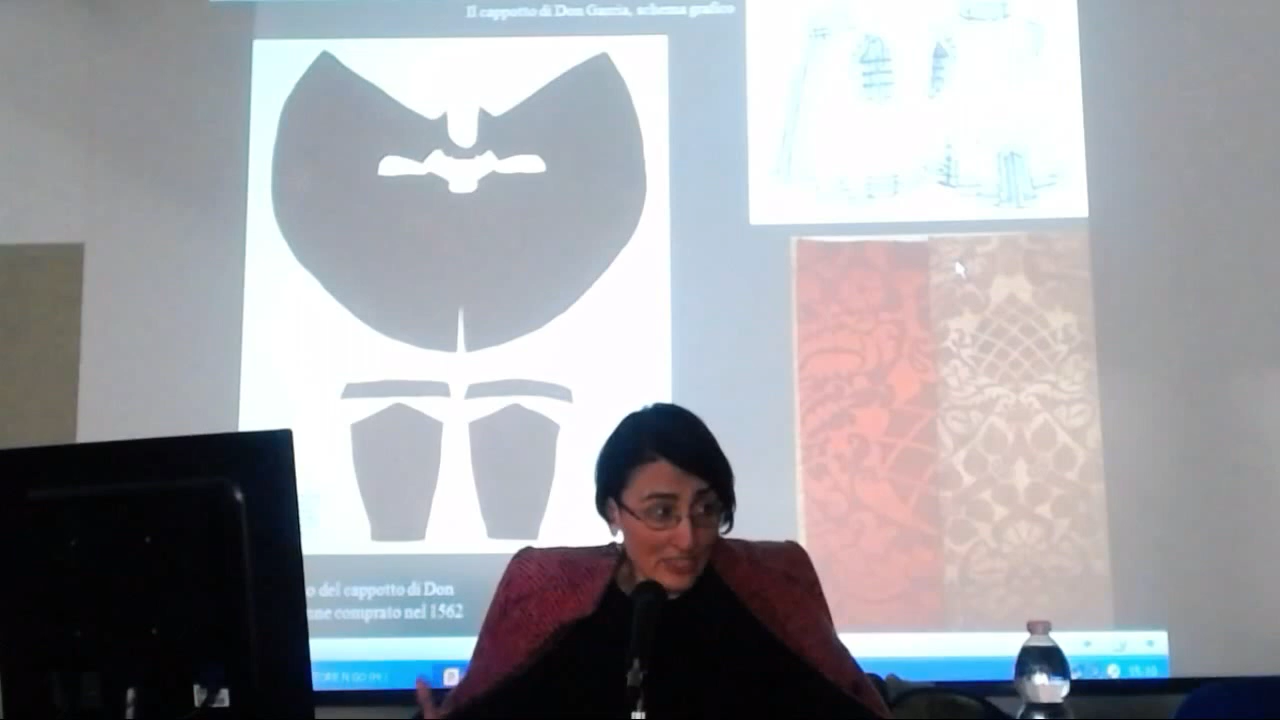 Il cappotto di Don Garzia, schema grafico
o del cappotto di Don
nne comprato nel 1562